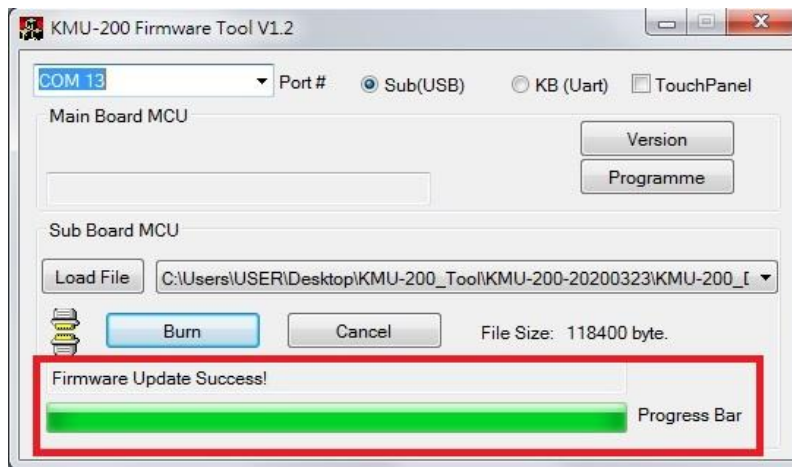 KMU-200 Firmware Tool V1.2
COM 13 Port # Sub(USB) KB (Uart) TouchPanel
Main Board MCU
Version
Programme
Sub Board MCU
Load File C:\Users\USER\Desktop\KMU-200_Tool\KMU-200-20200323\KMU-200_[
Burn Cancel File Size: 118400 byte.
Firmware Update Success!
Progress Bar